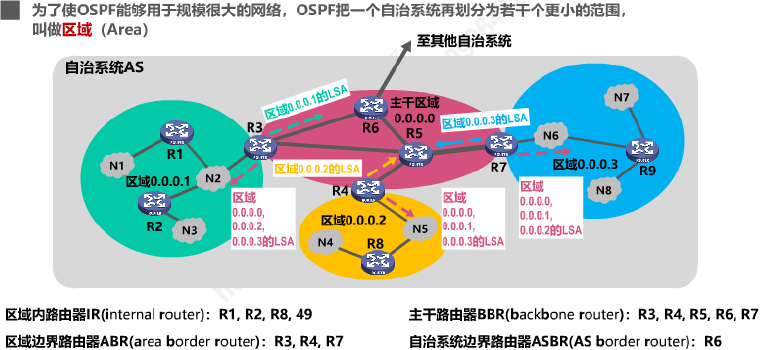 为了使OSPF能够用于规模很大的网络，OSPF把一个自治系统再划分为若干个更小的范围，
叫做区域（Area）
至其他自治系统
自治系统AS
区域0.0.0.1的LSA
主干区域
0.0.0.0
R6
R5
R3
区域0.0.0.3的LSA
N7
N6
R1
N1
N2
区域0.0.0.2的LSA
R7
区域0.0.0.3
R9
区域0.0.0.1
R4
N8
R2
N3
区域
0.0.0.0,
0.0.0.2,
0.0.0.3的LSA
区域0.0.0.2
N4
R8
N5
区域
0.0.0.0,
0.0.0.1,
0.0.0.3的LSA
区域
0.0.0.0,
0.0.0.1,
0.0.0.2的LSA
区域内路由器IR(internal router)：R1, R2, R8, 49
主干路由器BBR(backbone router)：R3, R4, R5, R6, R7
区域边界路由器ABR(area border router)：R3, R4, R7
自治系统边界路由器ASBR(AS border router)：R6